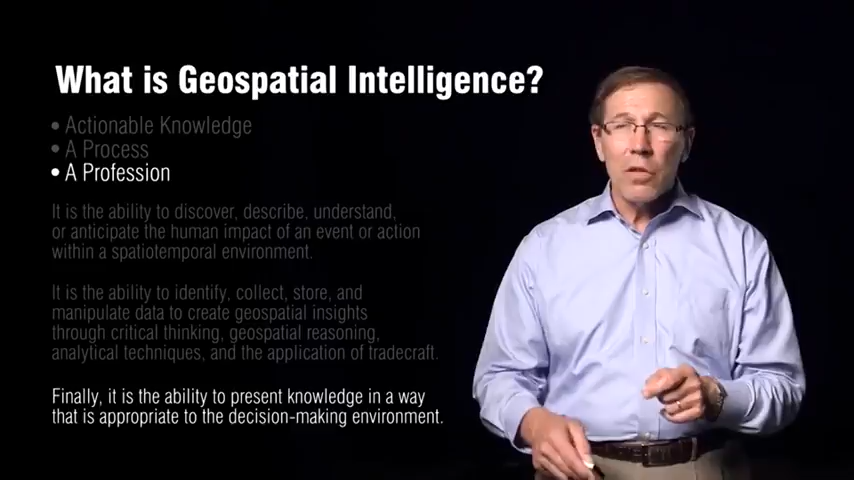 What is Geospatial Intelligence?
• Actionable Knowledge
• A Process
• A Profession
It is the ability to discover, describe, understand,
or anticipate the human impact of an event or action
within a spatiotemporal environment.
It is the ability to identify, collect, store, and
manipulate data to create geospatial insights
through critical thinking, geospatial reasoning,
analytical techniques, and the application of tradecraft.
Finally, it is the ability to present knowledge in a way
that is appropriate to the decision-making environment.